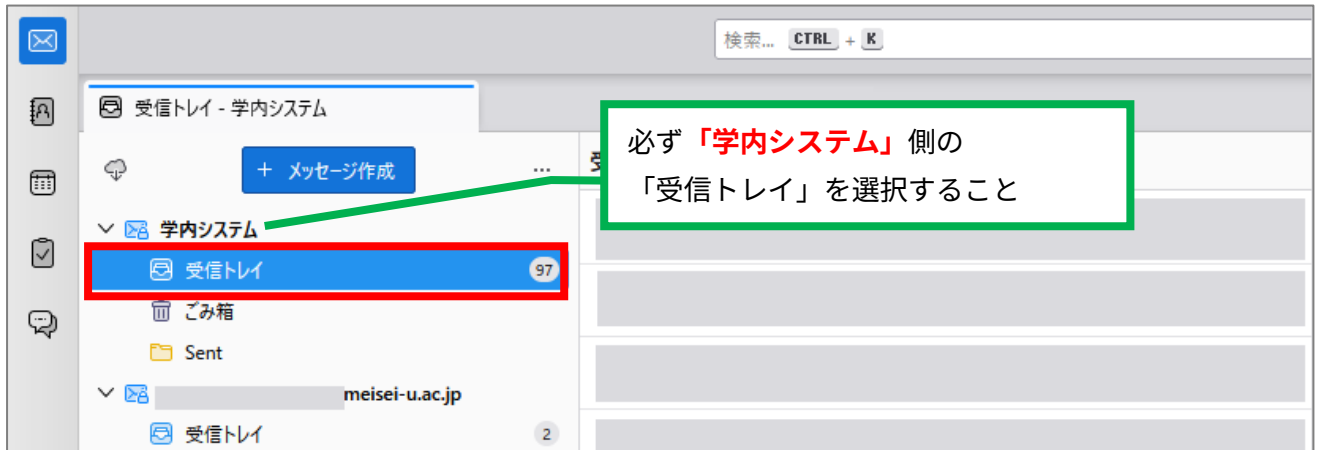 検索... CTRL + K
受信トレイ - 学内システム
+ メッセージ作成
...
必ず「学内システム」側の
「受信トレイ」を選択すること
学内システム
受信トレイ 97
ごみ箱
Sent
meisei-u.ac.jp
受信トレイ 2